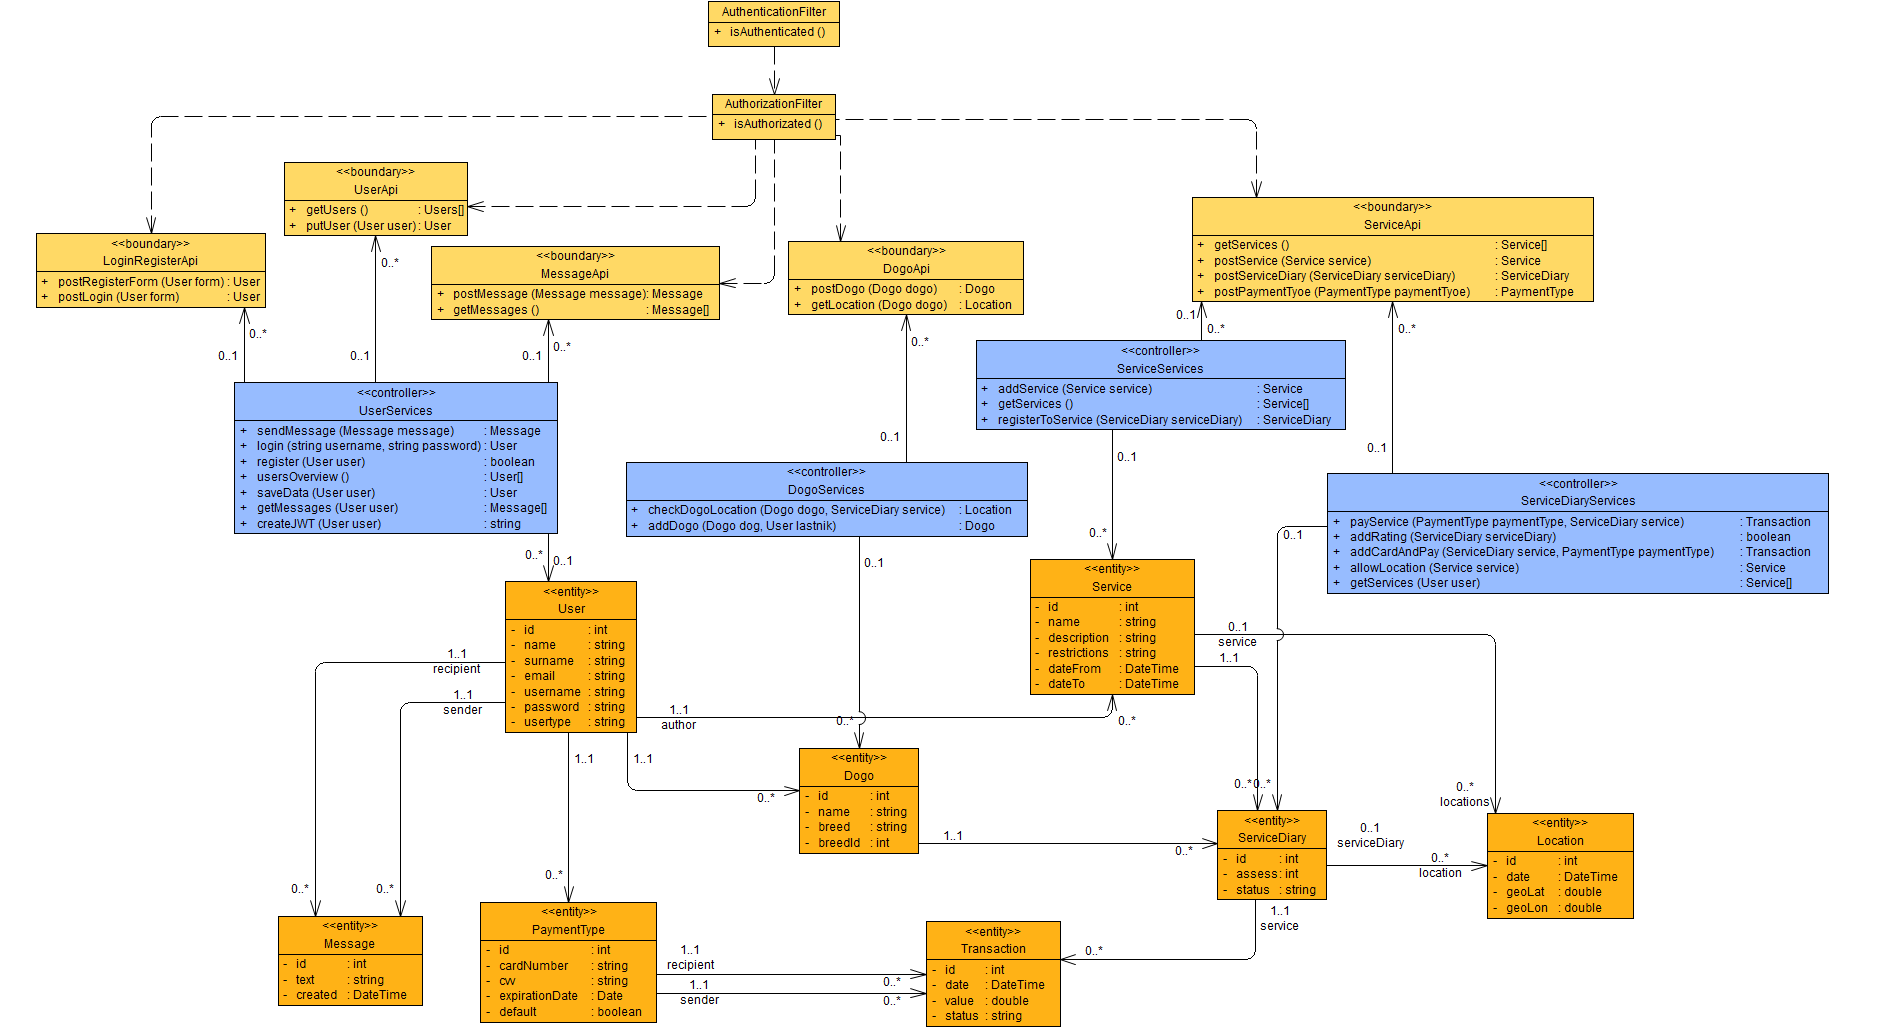 AuthenticationFilter
+ isAuthenticated ()
AuthorizationFilter
+ isAuthorizated ()
<<boundary>>
UserApi
+ getUsers () : Users[]
+ putUser (User user) : User
<<boundary>>
LoginRegisterApi
+ postRegisterForm (User form) : User
+ postLogin (User form) : User
<<boundary>>
MessageApi
+ postMessage (Message message) : Message
+ getMessages () : Message[]
<<boundary>>
DogoApi
+ postDogo (Dogo dogo) : Dogo
+ getLocation (Dogo dogo) : Location
<<boundary>>
ServiceApi
+ getServices () : Service[]
+ postService (Service service) : Service
+ postServiceDiary (ServiceDiary serviceDiary) : ServiceDiary
+ postPaymentTyoe (PaymentType paymentTyoe) : PaymentType
0..*
0..*
0..1
0..1
0..*
0..1
0..*
0..1
0..1
0..*
0..*
0..1
<<controller>>
UserServices
+ sendMessage (Message message) : Message
+ login (string username, string password) : User
+ register (User user) : boolean
+ usersOverview () : User[]
+ saveData (User user) : User
+ getMessages (User user) : Message[]
+ createJWT (User user) : string
<<controller>>
DogoServices
+ checkDogoLocation (Dogo dogo, ServiceDiary service) : Location
+ addDogo (Dogo dog, User lastnik) : Dogo
<<controller>>
ServiceServices
+ addService (Service service) : Service
+ getServices () : Service[]
+ registerToService (ServiceDiary serviceDiary) : ServiceDiary
<<controller>>
ServiceDiaryServices
+ payService (PaymentType paymentType, ServiceDiary service) : Transaction
+ addRating (ServiceDiary serviceDiary) : boolean
+ addCardAndPay (ServiceDiary service, PaymentType paymentType) : Transaction
+ allowLocation (Service service) : Service
+ getServices (User user) : Service[]
0..*
0..1
0..1
0..1
0..*
0..1
<<entity>>
User
- id : int
- name : string
- surname : string
- email : string
- username : string
- password : string
- usertype : string
<<entity>>
Service
- id : int
- name : string
- description : string
- restrictions : string
- dateFrom : DateTime
- dateTo : DateTime
1..1
recipient
1..1
sender
1..1
author
0..*
0..*
0..1
service
1..1
1..1
1..1
0..*
<<entity>>
Dogo
- id : int
- name : string
- breed : string
- breedId : int
1..1
0..*
0..*
0..*
0..*
locations
<<entity>>
ServiceDiary
- id : int
- assess : int
- status : string
0..1
serviceDiary
0..*
location
<<entity>>
Location
- id : int
- date : DateTime
- geoLat : double
- geoLon : double
0..*
0..*
0..*
<<entity>>
Message
- id : int
- text : string
- created : DateTime
<<entity>>
PaymentType
- id : int
- cardNumber : string
- cvv : string
- expirationDate : Date
- default : boolean
1..1
recipient
0..*
1..1
sender
0..*
<<entity>>
Transaction
- id : int
- date : DateTime
- value : double
- status : string
1..1
service
0..*